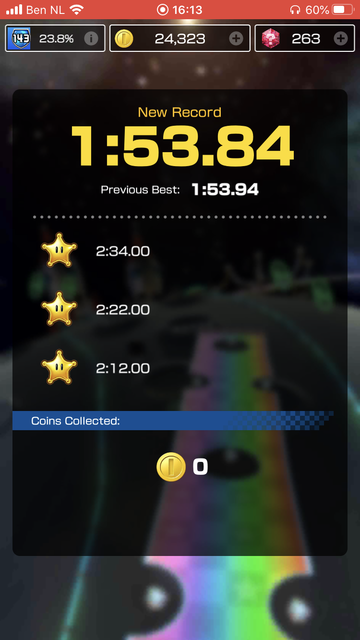 Ben NL 16:13 60%
143 23.8% i 24,323 + 263 +
New Record
1:53.84
Previous Best: 1:53.94
2:34.00
2:22.00
2:12.00
Coins Collected:
0